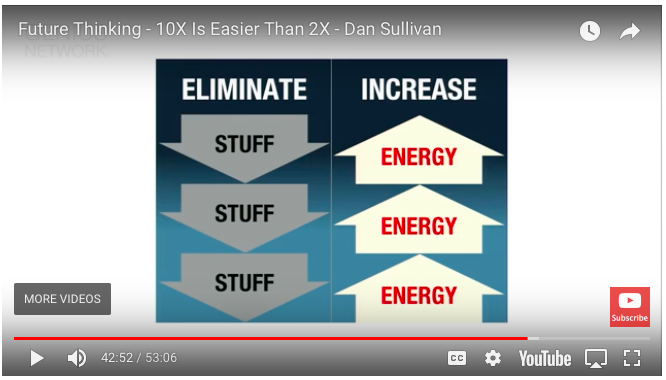 Future Thinking - 10X Is Easier Than 2X - Dan Sullivan
NETWORK
ELIMINATE INCREASE
STUFF ENERGY
STUFF ENERGY
STUFF ENERGY
MORE VIDEOS
Subscribe
42:52 / 53:06
CC
YouTube